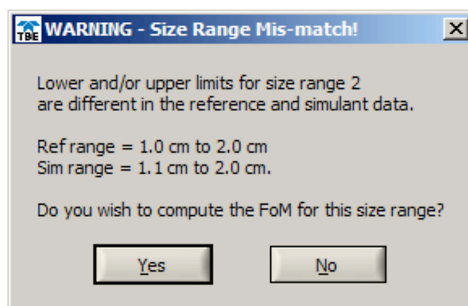 TBE WARNING - Size Range Mis-match!
Lower and/or upper limits for size range 2
are different in the reference and simulant data.
Ref range = 1.0 cm to 2.0 cm
Sim range = 1.1 cm to 2.0 cm.
Do you wish to compute the FoM for this size range?
Yes No